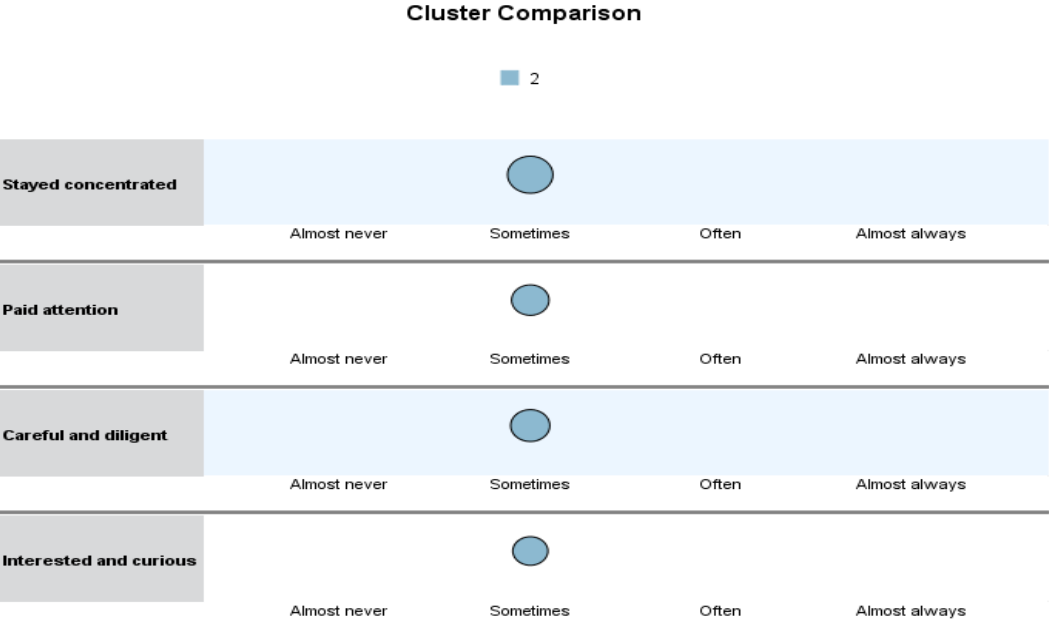 Cluster Comparison
2
Stayed concentrated
Almost never Sometimes Often Almost always
Paid attention
Almost never Sometimes Often Almost always
Careful and diligent
Almost never Sometimes Often Almost always
Interested and curious
Almost never Sometimes Often Almost always